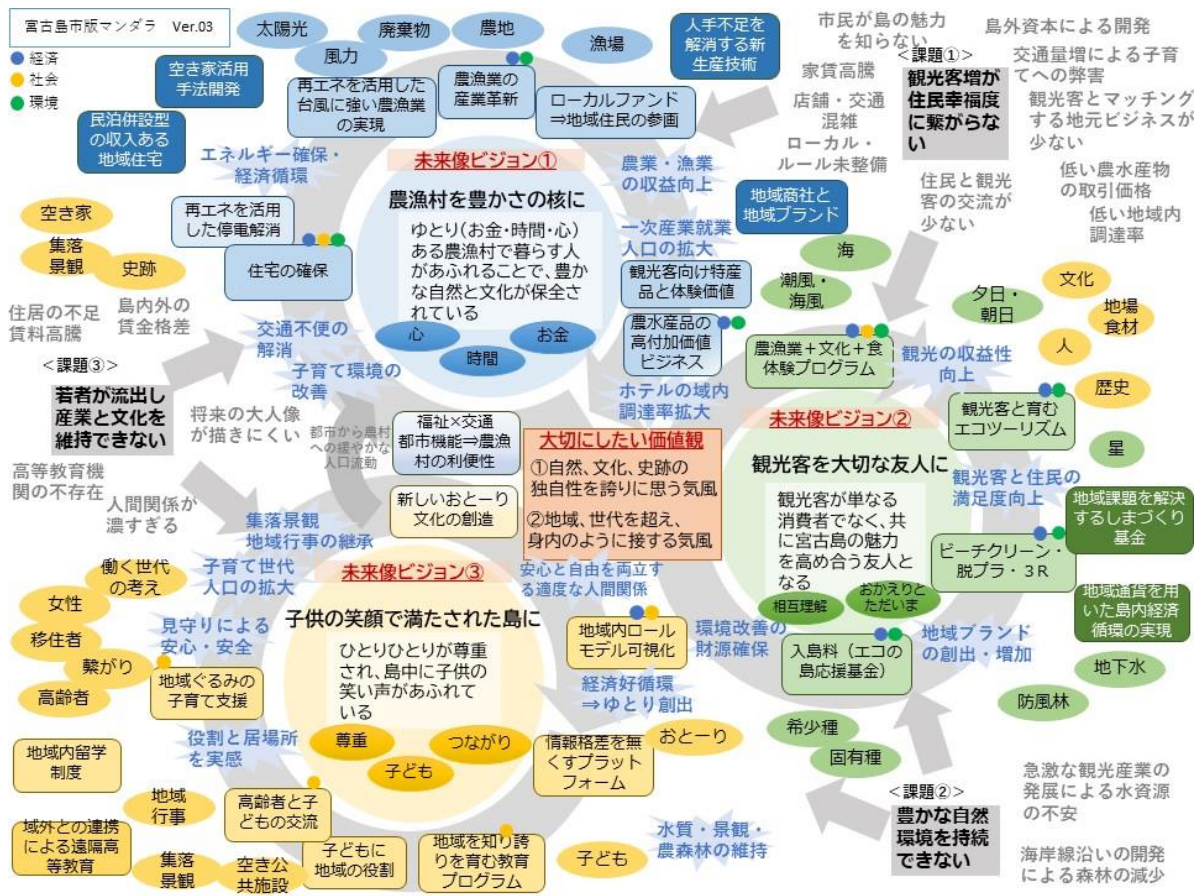 宮古島市版マンダラ Ver.03
経済
社会
環境
太陽光
廃棄物
農地
漁場
風力
空き家活用
手法開発
民泊併設型
の収入ある
地域住宅
再エネを活用した
台風に強い農漁業
の実現
農漁業の
産業革新
ローカルファンド
⇒地域住民の参画
人手不足を
解消する新
生産技術
市民が島の魅力
を知らない
島外資本による開発
家賃高騰
店舗・交通
混雑
ローカル・
ルール未整備
<課題①>
観光客増が
住民幸福度
に繋がらな
い
交通量増による子育
てへの弊害
観光客とマッチング
する地元ビジネスが
少ない
低い農水産物
の取引価格
低い地域内
調達率
住民と観光
客の交流が
少ない
エネルギー確保・
経済循環
未来像ビジョン①
農漁村を豊かさの核に
ゆとり(お金・時間・心)
ある農漁村で暮らす人
があふれることで、豊か
な自然と文化が保全さ
れている
心
時間
お金
農業・漁業
の収益向上
一次産業就業
人口の拡大
地域商社と
地域ブランド
空き家
集落
景観
史跡
再エネを活用
した停電解消
住宅の確保
観光客向け特産
品と体験価値
農水産品の
高付加価値
ビジネス
海
潮風・
海風
農漁業+文化+食
体験プログラム
夕日・
朝日
文化
地場
食材
人
歴史
星
住居の不足
賃料高騰
島内外の
賃金格差
<課題③>
若者が流出し
産業と文化を
維持できない
将来の大人像
が描きにくい
高等教育機
関の不存在
人間関係が
濃すぎる
交通不便の
解消
子育て環境の
改善
都市から農村
への緩やかな
人口流動
福祉×交通
都市機能⇒農漁
村の利便性
新しいおとーり
文化の創造
ホテルの域内
調達率拡大
大切にしたい価値観
①自然、文化、史跡の
独自性を誇りに思う気風
②地域、世代を超え、
身内のように接する気風
観光の収益性
向上
未来像ビジョン②
観光客を大切な友人に
観光客が単なる
消費者でなく、共
に宮古島の魅力
を高め合う友人と
なる
相互理解
おかえりと
ただいま
観光客と育む
エコツーリズム
観光客と住民の
満足度向上
地域課題を解決
するしまづくり
基金
ビーチクリーン・
脱プラ・3R
地域通貨を用
いた島内経済
循環の実現
入島料(エコの
島応援基金)
地域ブランド
の創出・増加
環境改善の
財源確保
地下水
防風林
希少種
固有種
集落景観
地域行事の継承
子育て世代
人口の拡大
未来像ビジョン③
子供の笑顔で満たされた島に
ひとりひとりが尊重
され、島中に子供の
笑い声があふれて
いる
尊重
子ども
つながり
安心と自由を両立す
る適度な人間関係
地域内ロール
モデル可視化
経済好循環
⇒ゆとり創出
情報格差を無
くすプラット
フォーム
おとーり
働く世代
の考え
女性
移住者
繋がり
高齢者
見守りによる
安心・安全
地域ぐるみの
子育て支援
役割と居場所
を実感
地域内留学
制度
地域
行事
高齢者と子
どもの交流
域外との連携
による遠隔高
等教育
集落
景観
空き公
共施設
子どもに
地域の役割
地域を知り誇
りを育む教育
プログラム
子ども
水質・景観・
農森林の維持
<課題②>
豊かな自然
環境を持続
できない
急激な観光産業の
発展による水資源
の不安
海岸線沿いの開発
による森林の減少